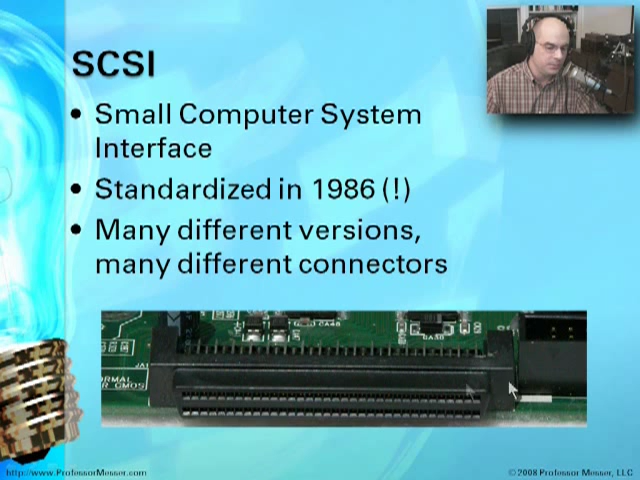 SCSI
• Small Computer System
Interface
• Standardized in 1986 (!)
• Many different versions,
many different connectors
http://www.ProfessorMesser.com
©2008 Professor Messer, LLC